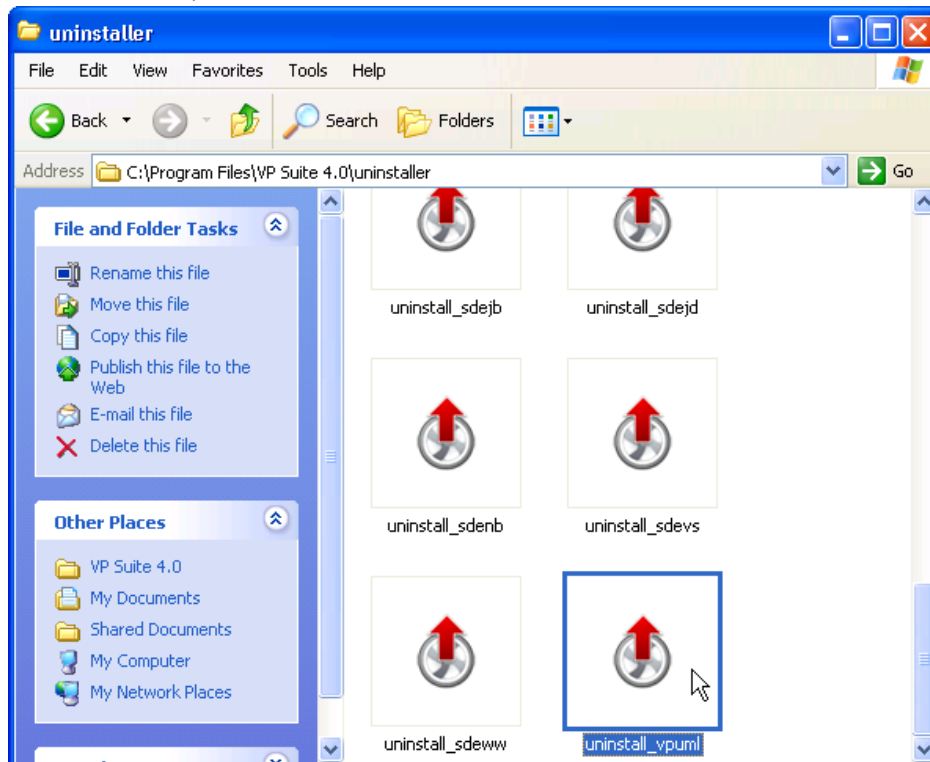 uninstaller
File Edit View Favorites Tools Help
Back Search Folders
Address C:\Program Files\VP Suite 4.0\uninstaller Go
File and Folder Tasks
Rename this file
Move this file
Copy this file
Publish this file to the
Web
E-mail this file
Delete this file
Other Places
VP Suite 4.0
My Documents
Shared Documents
My Computer
My Network Places
uninstall_sdejb uninstall_sdejd
uninstall_sdenb uninstall_sdevs
uninstall_sdeww uninstall_vpuml